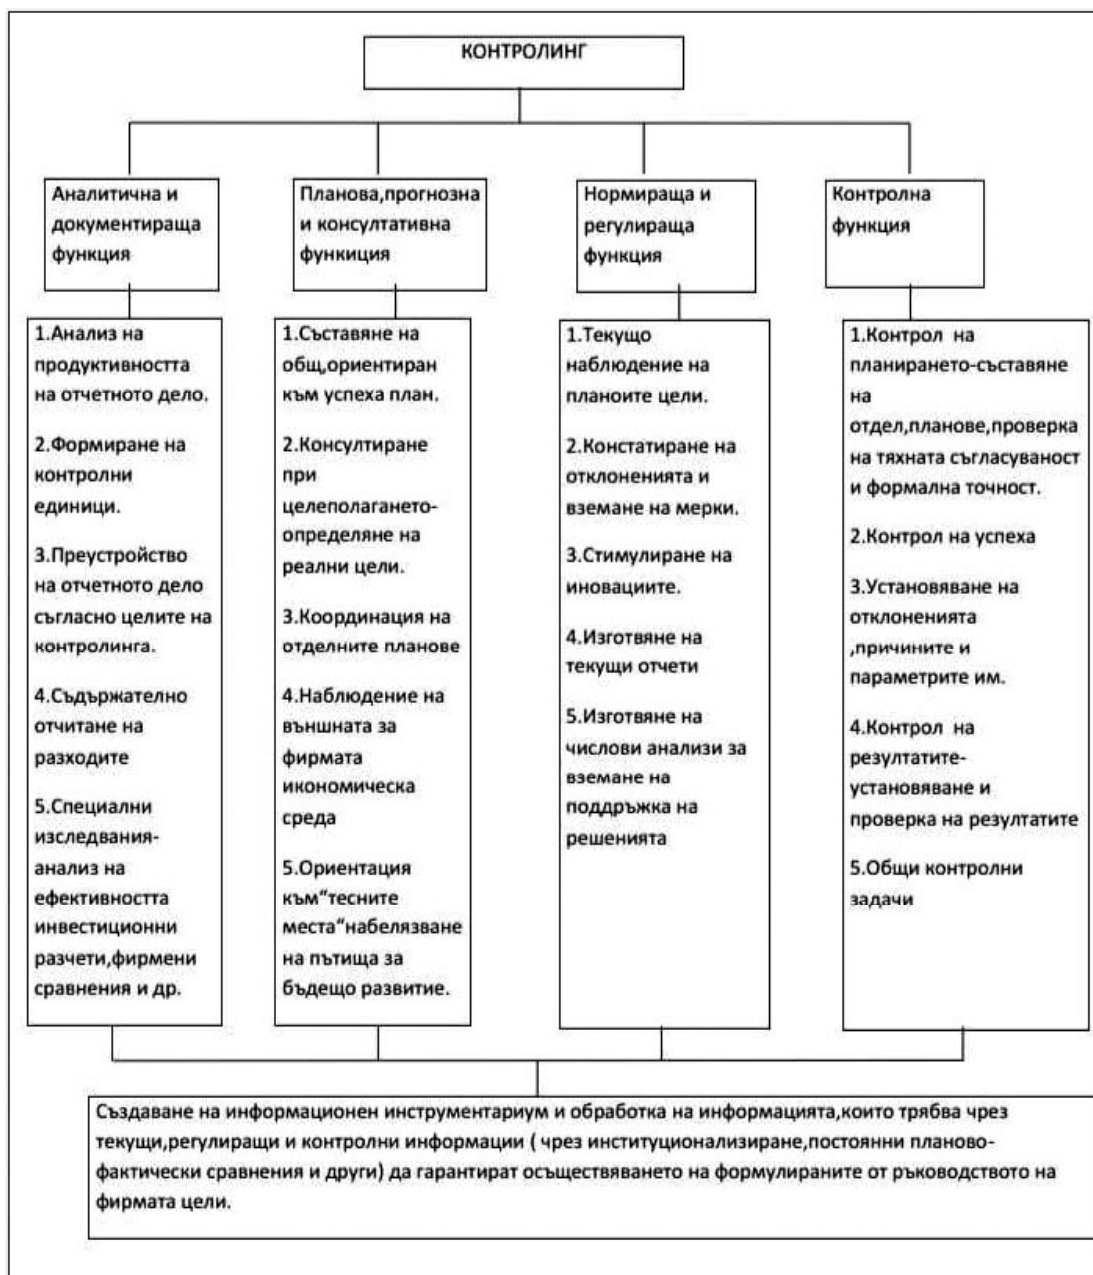 КОНТРОЛИНГ
Аналитична и
документираща
функция
Планова,прогнозна
и консултативна
функиция
Нормираща и
регулираща
функция
Контролна
функция
1.Анализ на
продуктивността
на отчетното дело.
2.Формиране на
контролни
единици.
3.Преустройство
на отчетното дело
съгласно целите на
контролинга.
4.Съдържателно
отчитане на
разходите
5.Специални
изследвания-
анализ на
ефективността
инвестиционни
разчети,фирмени
сравнения и др.
1.Съставяне на
общ,ориентиран
към успеха план.
2.Консултиране
при
целеполагането-
определяне на
реални цели.
3.Координация на
отделните планове
4.Наблюдение на
външната за
фирмата
икономическа
среда
5.Ориентация
към"тесните
места"набелязване
на пътища за
бъдещо развитие.
1.Текущо
наблюдение на
планоите цели.
2.Констатиране на
отклоненията и
вземане на мерки.
3.Стимулиране на
иновациите.
4.Изготвяне на
текущи отчети
5.Изготвяне на
числови анализи за
вземане на
поддръжка на
решенията
1.Контрол на
планирането-съставяне
на
отдел,планове,проверка
на тяхната съгласуваност
и формална точност.
2.Контрол на успеха
3.Установяване на
отклоненията
,причините и
параметрите им.
4.Контрол на
резултатите-
установяване и
проверка на резултатите
5.Общи контролни
задачи
Създаване на информационен инструментариум и обработка на информацията,които трябва чрез
текущи,регулиращи и контролни информации ( чрез институционализиране,постоянни планово-
фактически сравнения и други) да гарантират осъществяването на формулираните от ръководството на
фирмата цели.